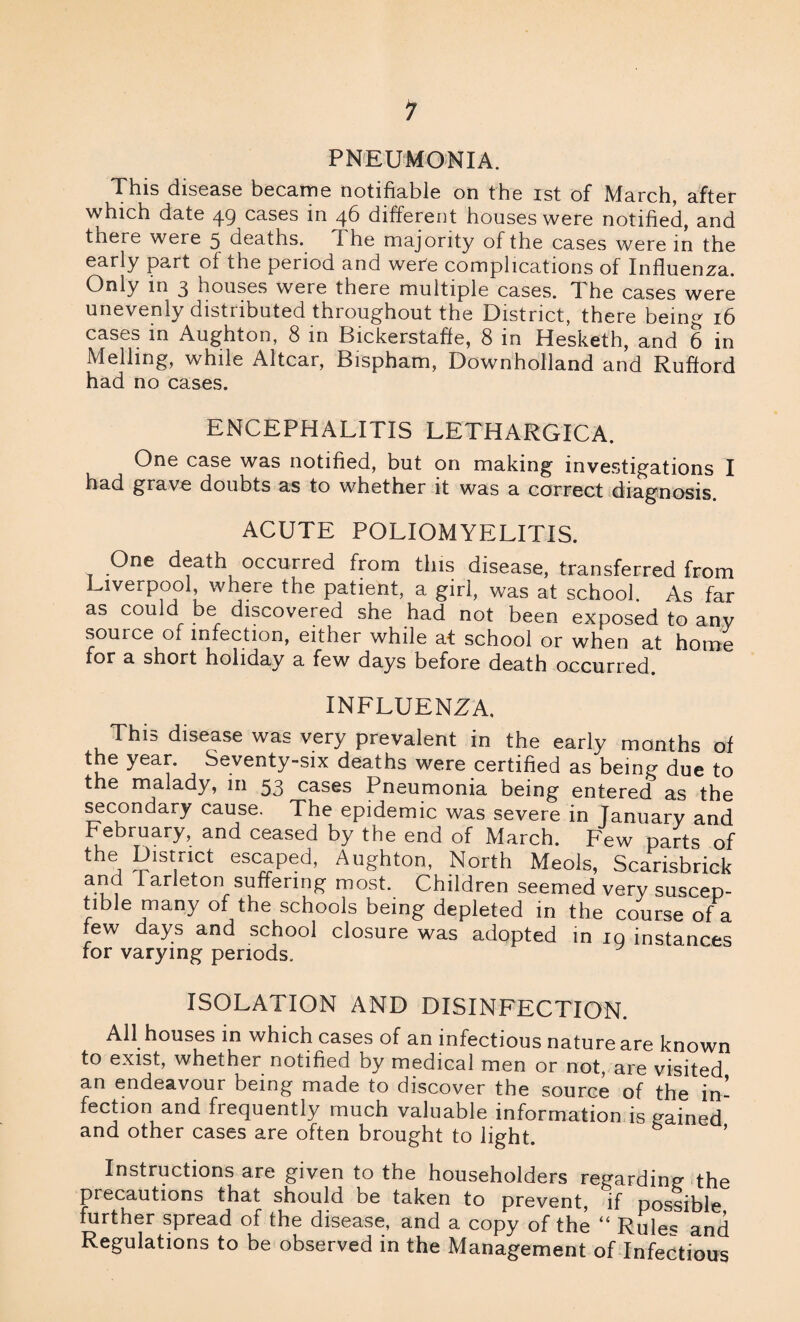 7
PNEUMONIA.
This disease became notifiable on the 1st of March, after
which date 49 cases in 46 different houses were notified, and
there were 5 deaths. The majority of the cases were in the
early part of the period and were complications of Influenza.
Only in 3 houses were there multiple cases. The cases were
unevenly distributed throughout the District, there being 16
cases in Aughton, 8 in Bickerstaffe, 8 in Hesketh, and 6 in
Melling, while Altcar, Bispham, Downholland and Rufford
had no cases.
ENCEPHALITIS LETHARGICA.
One case was notified, but on making investigations I
had grave doubts as to whether it was a correct diagnosis.
ACUTE POLIOMYELITIS.
One death occurred from this disease, transferred from
Liverpool, where the patient, a girl, was at school. As far
as could be discovered she had not been exposed to any
source of infection, either while at school or when at home
for a short holiday a few days before death occurred.
INFLUENZA.
This disease was very prevalent in the early months of
the year. Seventy-six deaths were certified as being due to
the malady, in 53 cases Pneumonia being entered as the
secondary cause. The epidemic was severe in January and
February, and ceased by the end of March. Few parts of
the District escaped, Aughton, North Meols, Scarisbrick
and Tarleton suffering most. Children seemed very suscep-
tible many of the schools being depleted in the course of a
few days and school closure was adopted in 19 instances
for varying periods.
ISOLATION AND DISINFECTION.
All houses in which cases of an infectious nature are known
to exist, whether notified by medical men or not, are visited,
an endeavour being made to discover the source of the in-
fection and frequently much valuable information is gained,
and other cases are often brought to light.
Instructions are given to the householders regarding the
precautions that should be taken to prevent, if possible,
further spread of the disease, and a copy of the “ Rules and
Regulations to be observed in the Management of Infectious